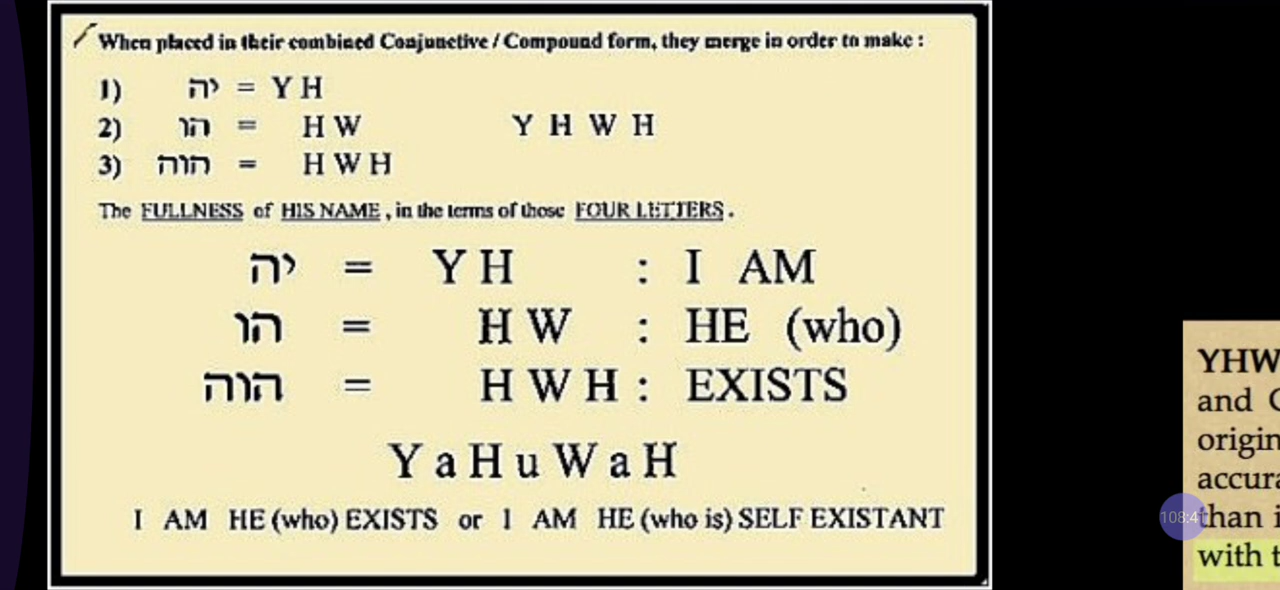 When placed in their combined Conjunctive / Compound form, they merge in order to make :
1) יה = Y H
2) הו = H W Y H W H
3) הוה = H W H
The FULLNESS of HIS NAME , in the terms of those FOUR LETTERS .
יה = Y H : I AM
הו = H W : HE (who)
הוה = H W H : EXISTS
Y a H u W a H
I AM HE (who) EXISTS or I AM HE (who is) SELF EXISTANT
YHW
and
origin
accura
than
with t
108:41